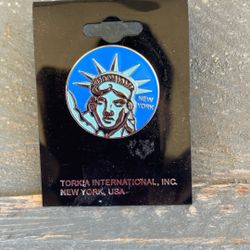 NEW
YORK
TORKIA INTERNATIONAL, INC.
NEW YORK, USA